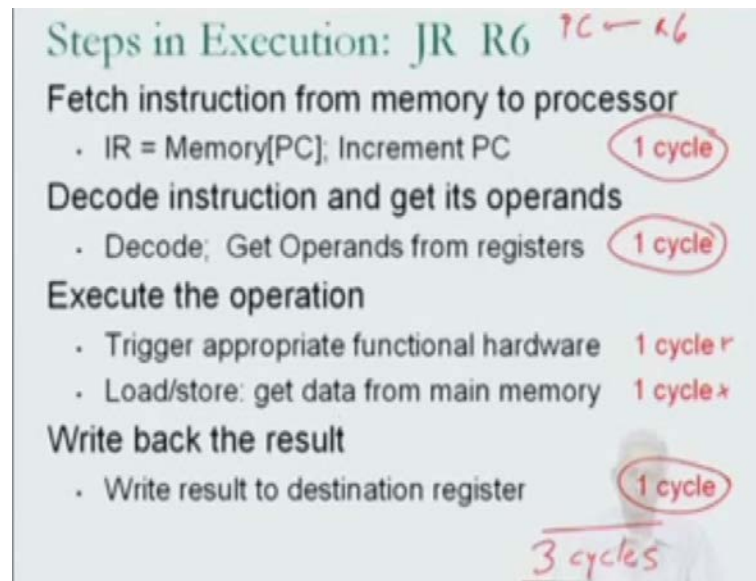 Steps in Execution: JR R6 PC ← R6
Fetch instruction from memory to processor
· IR = Memory[PC]; Increment PC 1 cycle
Decode instruction and get its operands
· Decode; Get Operands from registers 1 cycle
Execute the operation
· Trigger appropriate functional hardware 1 cycle
· Load/store: get data from main memory 1 cycle ×
Write back the result
· Write result to destination register 1 cycle
3 cycles